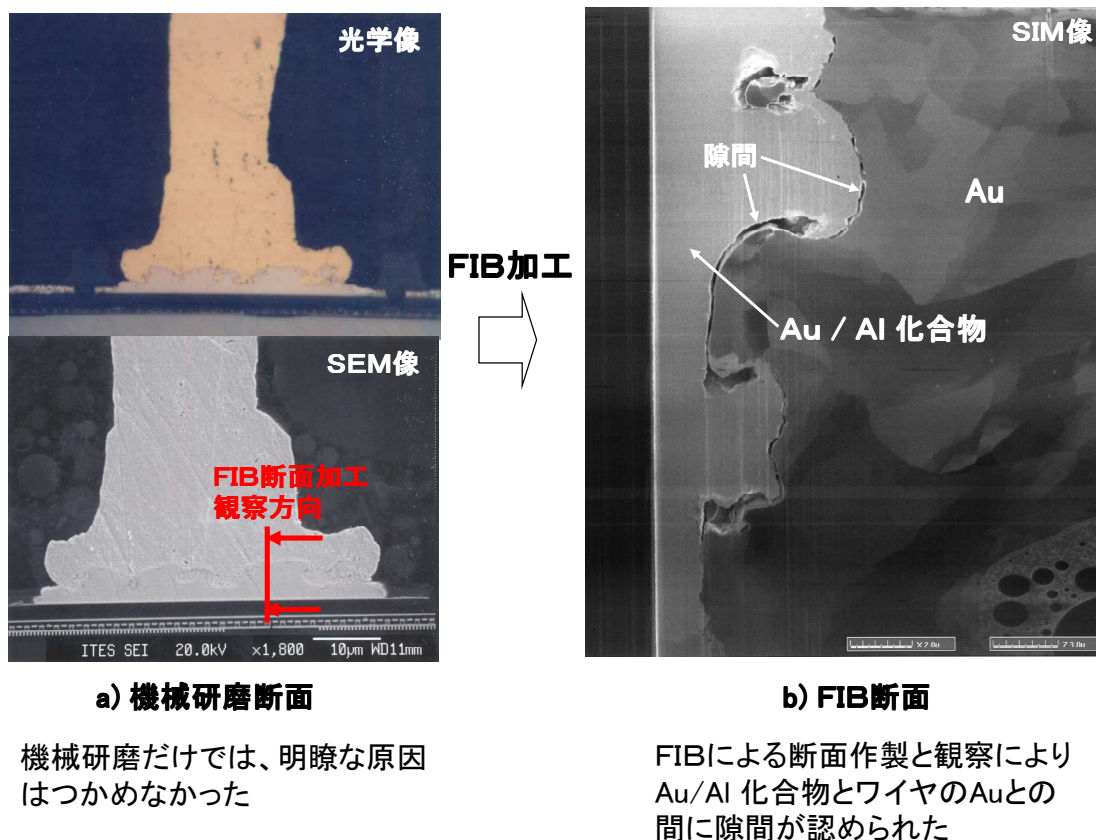 光学像
SEM像
FIB断面加工
観察方向
ITES SEI 20.0kV ×1,800 10μm WD11mm
a) 機械研磨断面
機械研磨だけでは、明瞭な原因
はつかめなかった
FIB加工
SIM像
隙間
Au
Au / Al 化合物
X 2.0u
Z 3.0u
b) FIB断面
FIBによる断面作製と観察により
Au/Al 化合物とワイヤのAuとの
間に隙間が認められた